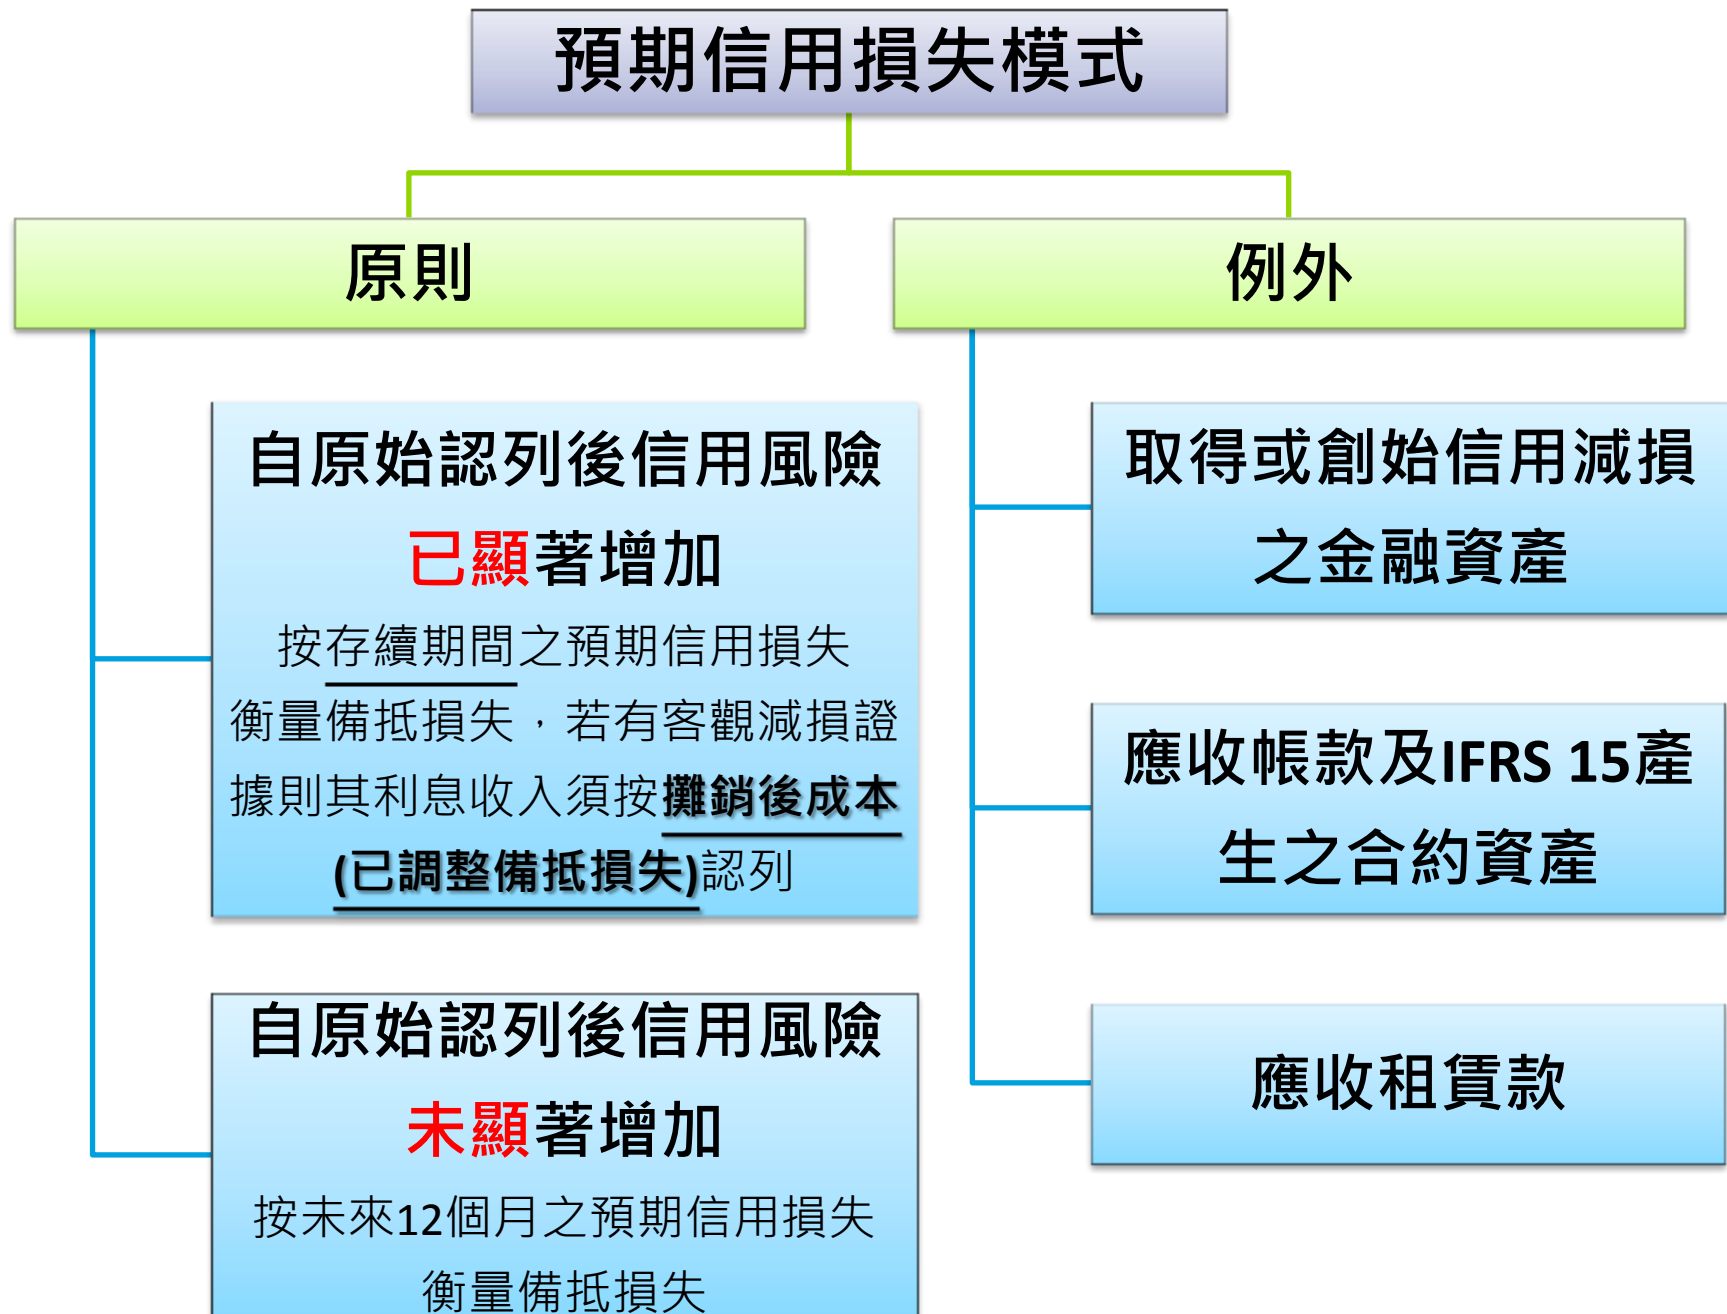 預期信用損失模式
原則
例外
自原始認列後信用風險
已顯著增加
按存續期間之預期信用損失
衡量備抵損失，若有客觀減損證
據則其利息收入須按攤銷後成本
(已調整備抵損失)認列
自原始認列後信用風險
未顯著增加
按未來12個月之預期信用損失
衡量備抵損失
取得或創始信用減損
之金融資產
應收帳款及IFRS 15產
生之合約資產
應收租賃款